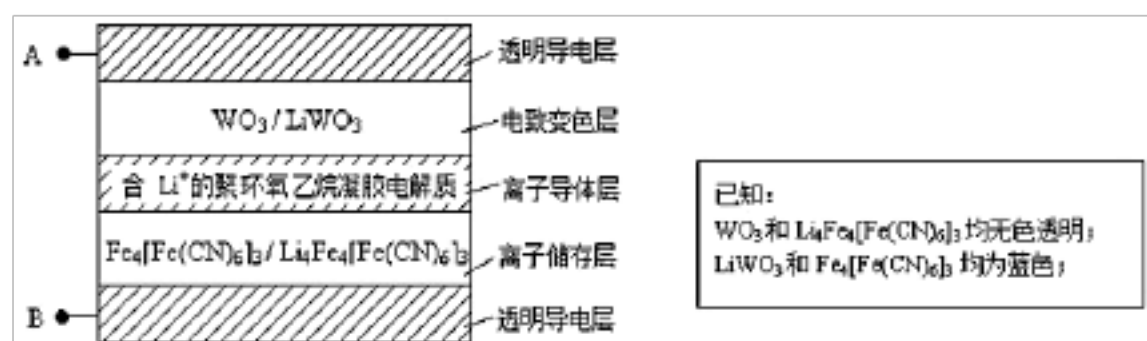 A
透明导电层
WO₃/LiWO₃
电致变色层
含 Li⁺的聚环氧乙烷凝胶电解质
离子导体层
Fe₄[Fe(CN)₆]₃/Li₄Fe₄[Fe(CN)₆]₃
离子储存层
B
透明导电层
已知:
WO₃和 Li₄Fe₄[Fe(CN)₆]₃均无色透明;
LiWO₃和 Fe₄[Fe(CN)₆]₃ 均为蓝色;